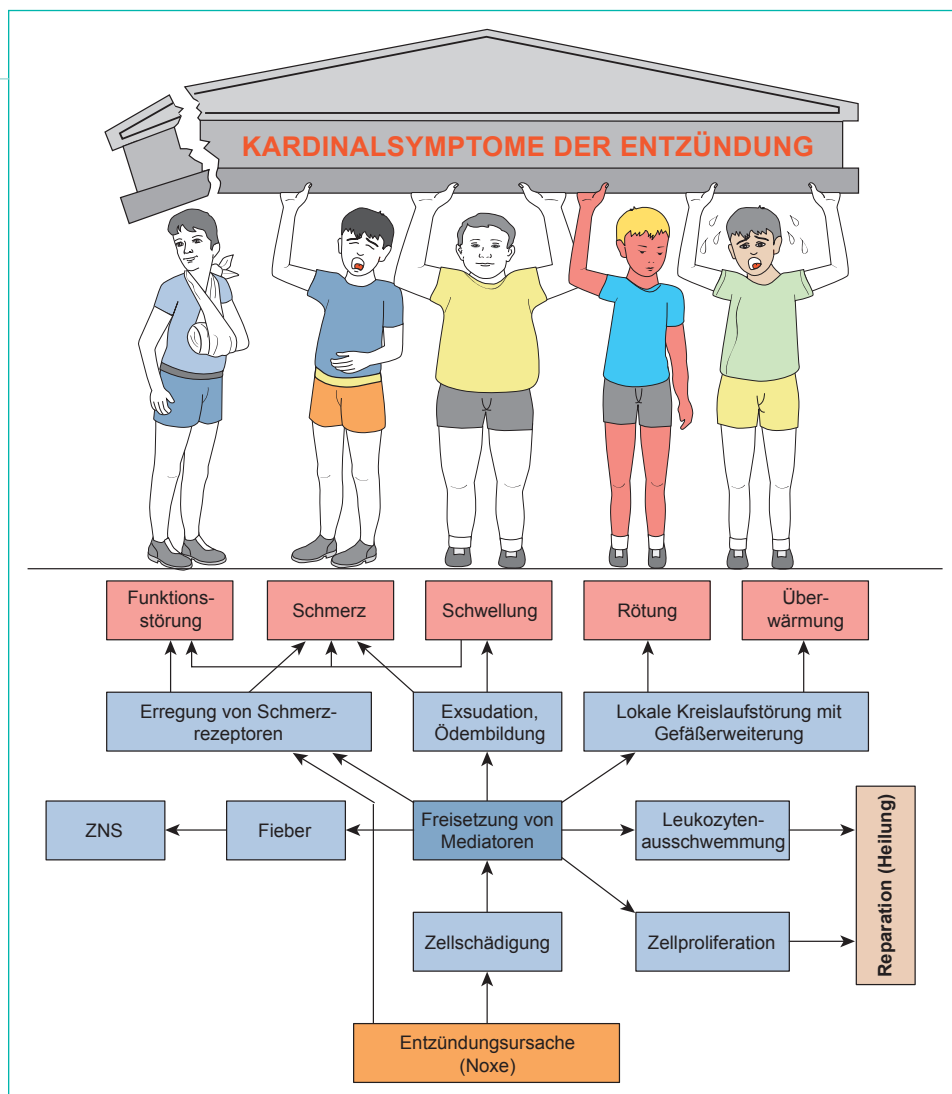 KARDINALSYMPTOME DER ENTZÜNDUNG
Funktions-
störung
Schmerz
Schwellung
Rötung
Über-
wärmung
Erregung von Schmerz-
rezeptoren
Exsudation,
Ödembildung
Lokale Kreislaufstörung mit
Gefäßerweiterung
ZNS
Fieber
Freisetzung von
Mediatoren
Leukozyten-
ausschwemmung
Reparation (Heilung)
Zellschädigung
Zellproliferation
Entzündungsursache
(Noxe)